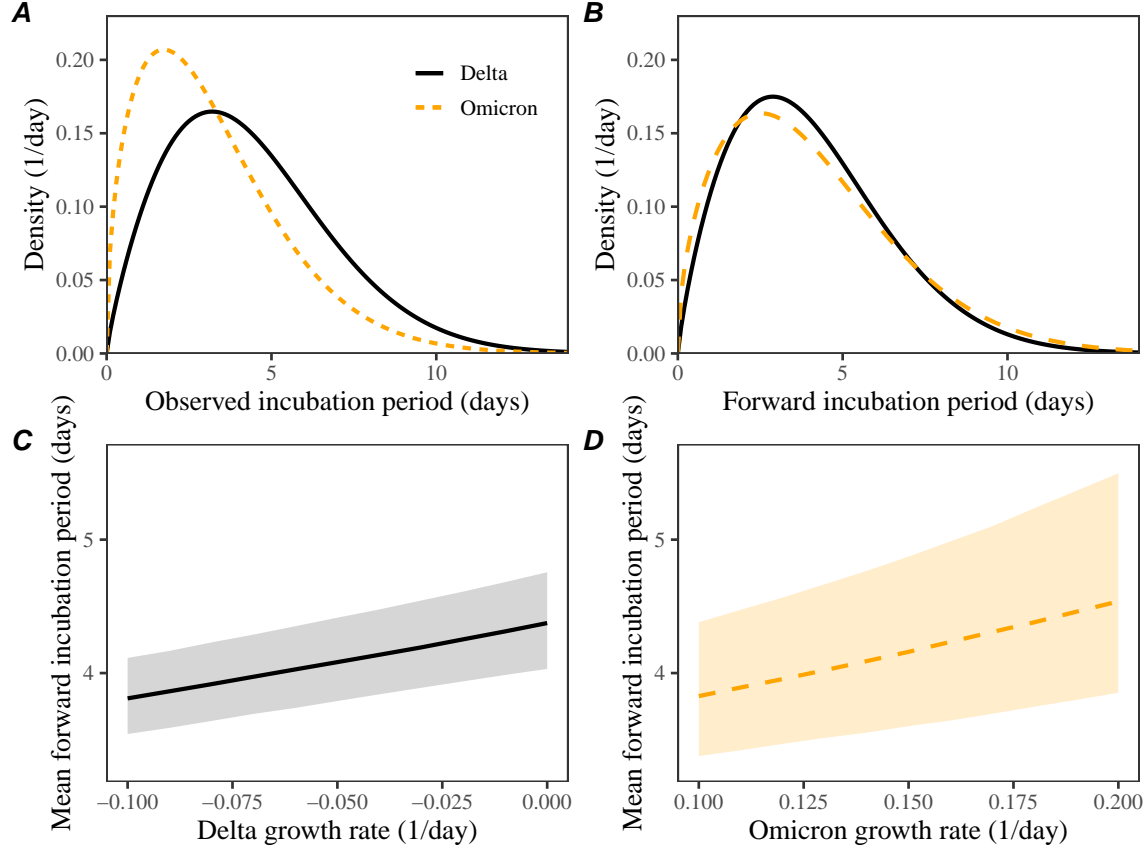 A
Density (1/day)
0.20
0.15
0.10
0.05
0.00
0
5
10
Observed incubation period (days)
Delta
Omicron
B
Density (1/day)
0.20
0.15
0.10
0.05
0.00
0
5
10
Forward incubation period (days)
C
Mean forward incubation period (days)
5
4
−0.100
−0.075
−0.050
−0.025
0.000
Delta growth rate (1/day)
D
Mean forward incubation period (days)
5
4
0.100
0.125
0.150
0.175
0.200
Omicron growth rate (1/day)